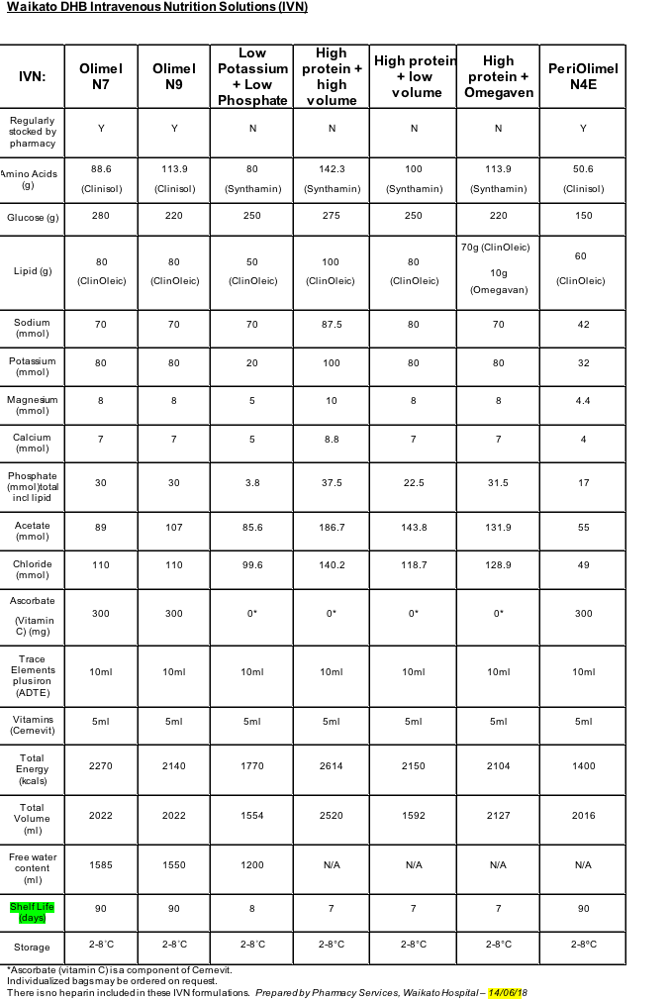 Waikato DHB Intravenous Nutrition Solutions (IVN)
IVN: Olimel N7 Olimel N9 Low Potassium + Low Phosphate High protein + high volume High protein + low volume High protein + Omegaven PeriOlimel N4E
Regularly stocked by pharmacy Y Y N N N N Y
Amino Acids (g) 88.6 (Clinisol) 113.9 (Clinisol) 80 (Synthamin) 142.3 (Synthamin) 100 (Synthamin) 113.9 (Synthamin) 50.6 (Clinisol)
Glucose (g) 280 220 250 275 250 220 150
Lipid (g) 80 (ClinOleic) 80 (ClinOleic) 50 (ClinOleic) 100 (ClinOleic) 80 (ClinOleic) 70g (ClinOleic) 10g (Omegavan) 60 (ClinOleic)
Sodium (mmol) 70 70 70 87.5 80 70 42
Potassium (mmol) 80 80 20 100 80 80 32
Magnesium (mmol) 8 8 5 10 8 8 4.4
Calcium (mmol) 7 7 5 8.8 7 7 4
Phosphate (mmol)total incl lipid 30 30 3.8 37.5 22.5 31.5 17
Acetate (mmol) 89 107 85.6 186.7 143.8 131.9 55
Chloride (mmol) 110 110 99.6 140.2 118.7 128.9 49
Ascorbate (Vitamin C) (mg) 300 300 0* 0* 0* 0* 300
Trace Elements plus iron (ADTE) 10ml 10ml 10ml 10ml 10ml 10ml 10ml
Vitamins (Cernevit) 5ml 5ml 5ml 5ml 5ml 5ml 5ml
Total Energy (kcals) 2270 2140 1770 2614 2150 2104 1400
Total Volume (ml) 2022 2022 1554 2520 1592 2127 2016
Free water content (ml) 1585 1550 1200 N/A N/A N/A N/A
Shelf Life (days) 90 90 8 7 7 7 90
Storage 2-8˚C 2-8˚C 2-8˚C 2-8°C 2-8°C 2-8°C 2-8ºC
*Ascorbate (vitamin C) is a component of Cernevit.
Individualized bags may be ordered on request.
There is no heparin included in these IVN formulations. Prepared by Pharmacy Services, Waikato Hospital – 14/06/18